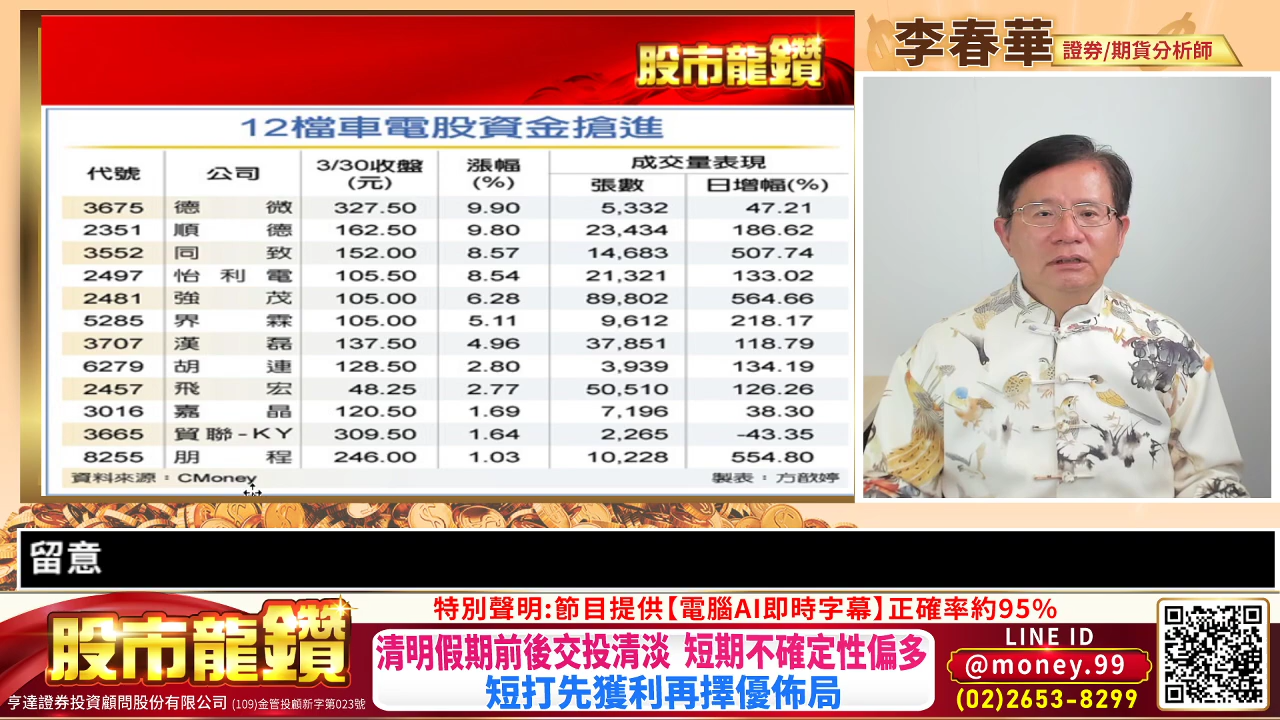 股市龍鑽
李春華
證券/期貨分析師
12檔車電股資金搶進
代號 公司 3/30收盤(元) 漲幅(%) 成交量表現
張數 日增幅(%)
3675 德微 327.50 9.90 5,332 47.21
2351 順德 162.50 9.80 23,434 186.62
3552 同致 152.00 8.57 14,683 507.74
2497 怡利電 105.50 8.54 21,321 133.02
2481 強茂 105.00 6.28 89,802 564.66
5285 界霖 105.00 5.11 9,612 218.17
3707 漢磊 137.50 4.96 37,851 118.79
6279 胡連 128.50 2.80 3,939 134.19
2457 飛宏 48.25 2.77 50,510 126.26
3016 嘉晶 120.50 1.69 7,196 38.30
3665 貿聯-KY 309.50 1.64 2,265 -43.35
8255 朋程 246.00 1.03 10,228 554.80
資料來源：CMoney 製表：方歆婷
留意
特別聲明:節目提供【電腦AI即時字幕】正確率約95%
股市龍鑽
清明假期前後交投清淡 短期不確定性偏多
短打先獲利再擇優佈局
亨達證券投資顧問股份有限公司 (109)金管投顧新字第023號
LINE ID
@money.99
(02)2653-8299